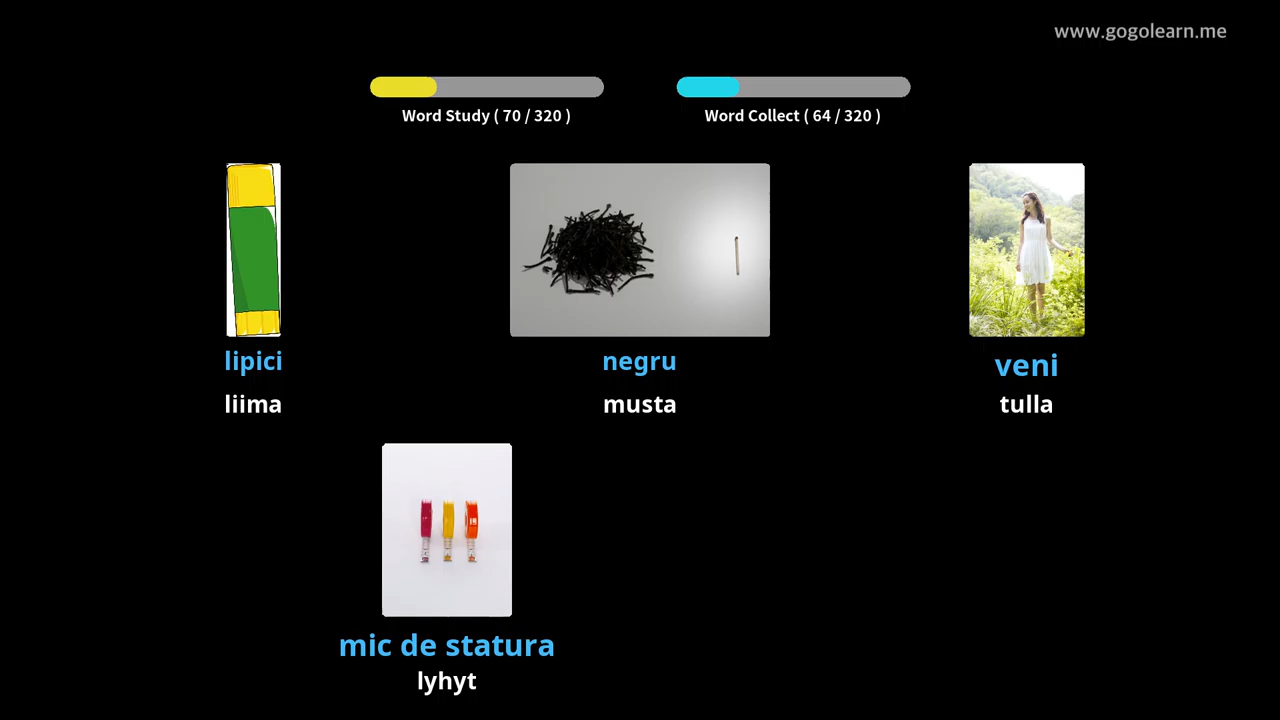 www.gogolearn.me
Word Study ( 70 / 320 )
Word Collect ( 64 / 320 )
lipici
negru
veni
liima
musta
tulla
mic de statura
lyhyt